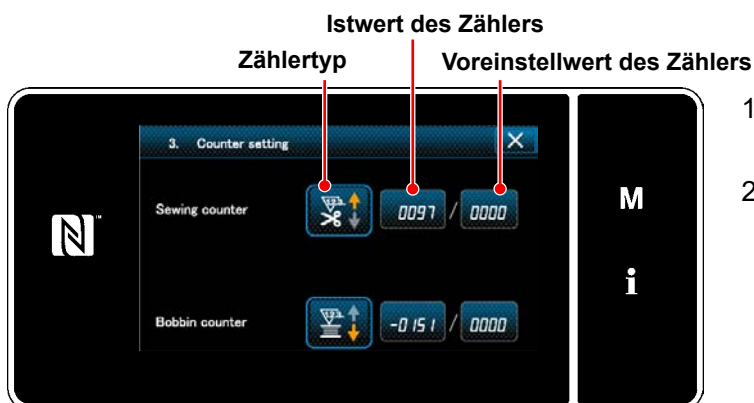 Istwert des Zählers
Zählertyp Voreinstellwert des Zählers
3. Counter setting X
Sewing counter 0097 / 0000
Bobbin counter -0151 / 0000
M
i
1
2